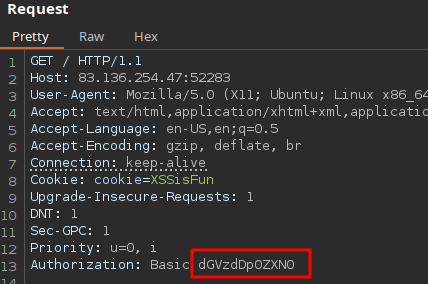 Request
Pretty Raw Hex
1 GET / HTTP/1.1
2 Host: 83.136.254.47:52283
3 User-Agent: Mozilla/5.0 (X11; Ubuntu; Linux x86_64
4 Accept: text/html,application/xhtml+xml,application
5 Accept-Language: en-US,en;q=0.5
6 Accept-Encoding: gzip, deflate, br
7 Connection: keep-alive
8 Cookie: cookie=XSSisFun
9 Upgrade-Insecure-Requests: 1
10 DNT: 1
11 Sec-GPC: 1
12 Priority: u=0, i
13 Authorization: Basic dGVzdDp0ZXN0
14